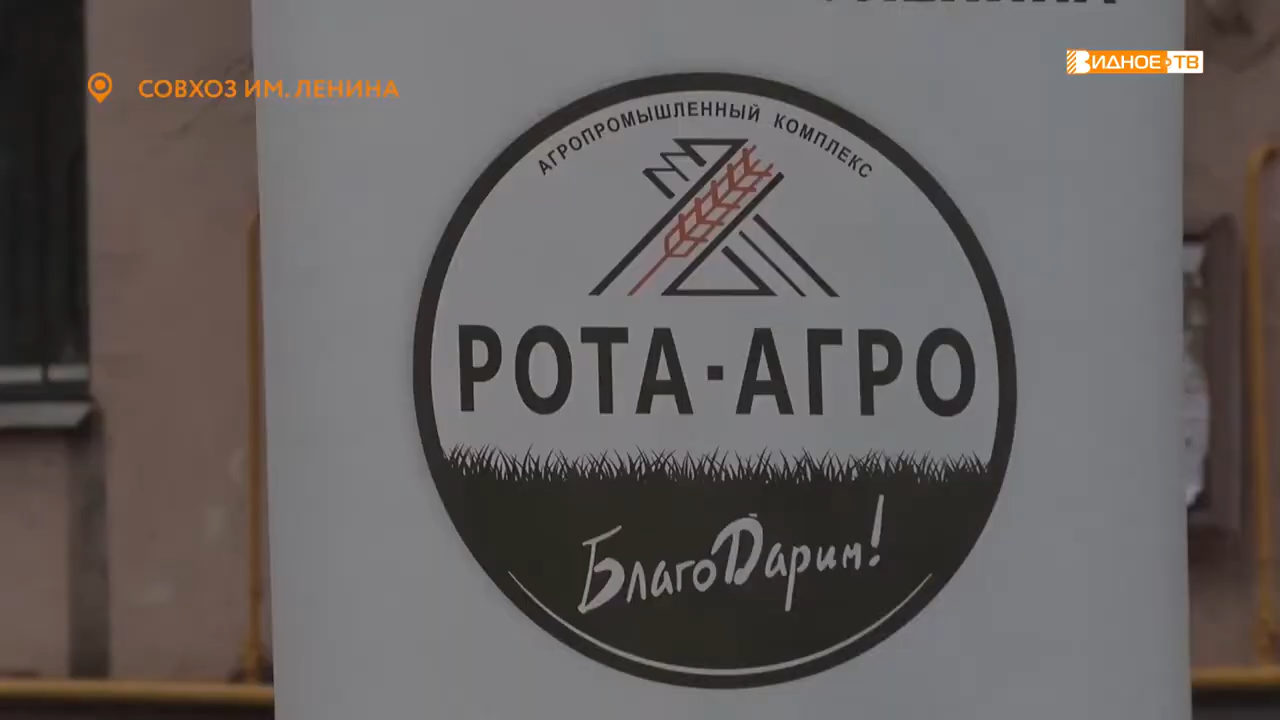 СОВХОЗ ИМ. ЛЕНИНА
ВИДНОЕ ТВ
АГРОПРОМЫШЛЕННЫЙ КОМПЛЕКС
РОТА-АГРО
БлагоДарим!